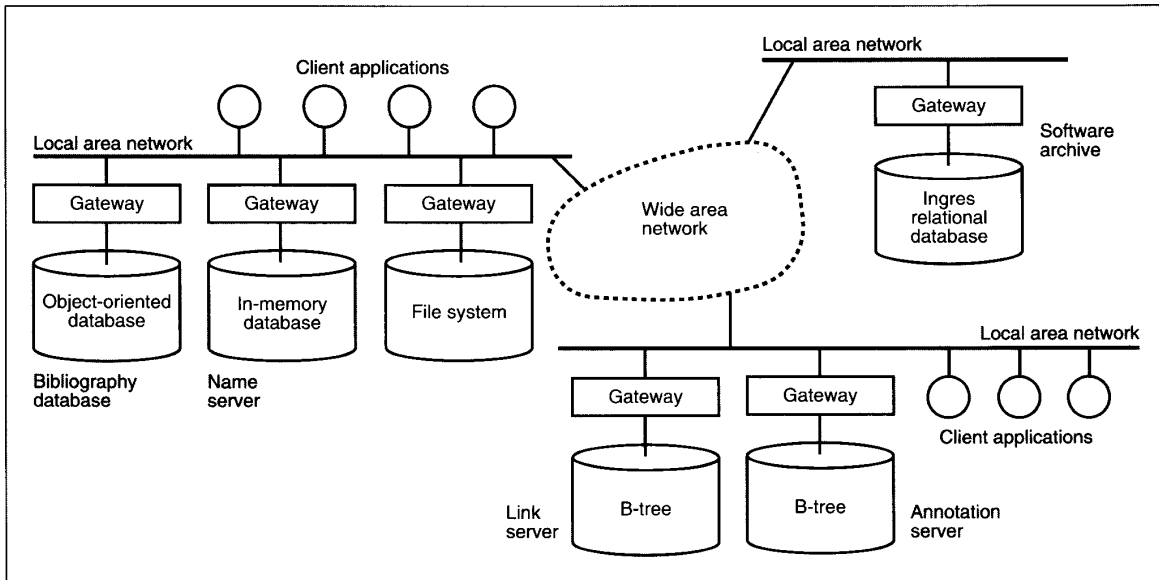 Client applications
Local area network
Gateway
Gateway
Gateway
Object-oriented
database
In-memory
database
File system
Bibliography
database
Name
server
Wide area
network
Local area network
Gateway
Software
archive
Ingres
relational
database
Local area network
Gateway
Gateway
Client applications
Link
server
B-tree
B-tree
Annotation
server